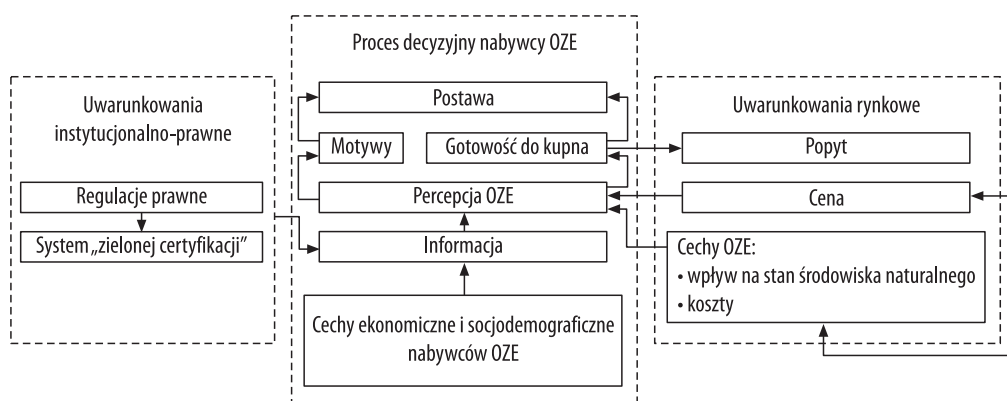 Proces decyzyjny nabywcy OZE
Uwarunkowania
instytucjonalno-prawne
Regulacje prawne
System „zielonej certyfikacji”
Postawa
Motywy
Gotowość do kupna
Percepcja OZE
Informacja
Cechy ekonomiczne i socjodemograficzne
nabywców OZE
Uwarunkowania rynkowe
Popyt
Cena
Cechy OZE:
• wpływ na stan środowiska naturalnego
• koszty